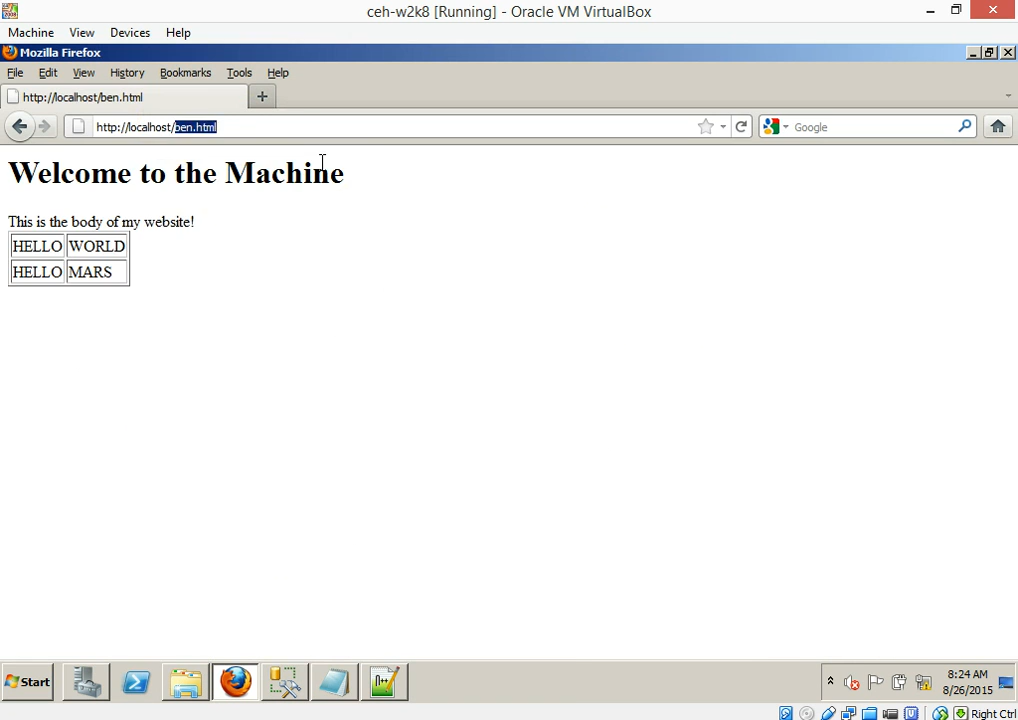 ceh-w2k8 [Running] - Oracle VM VirtualBox
Machine View Devices Help
Mozilla Firefox
File Edit View History Bookmarks Tools Help
http://localhost/ben.html
http://localhost/ben.html Google
Welcome to the Machine
This is the body of my website!
HELLO WORLD
HELLO MARS
Start
8:24 AM
8/26/2015
Right Ctrl